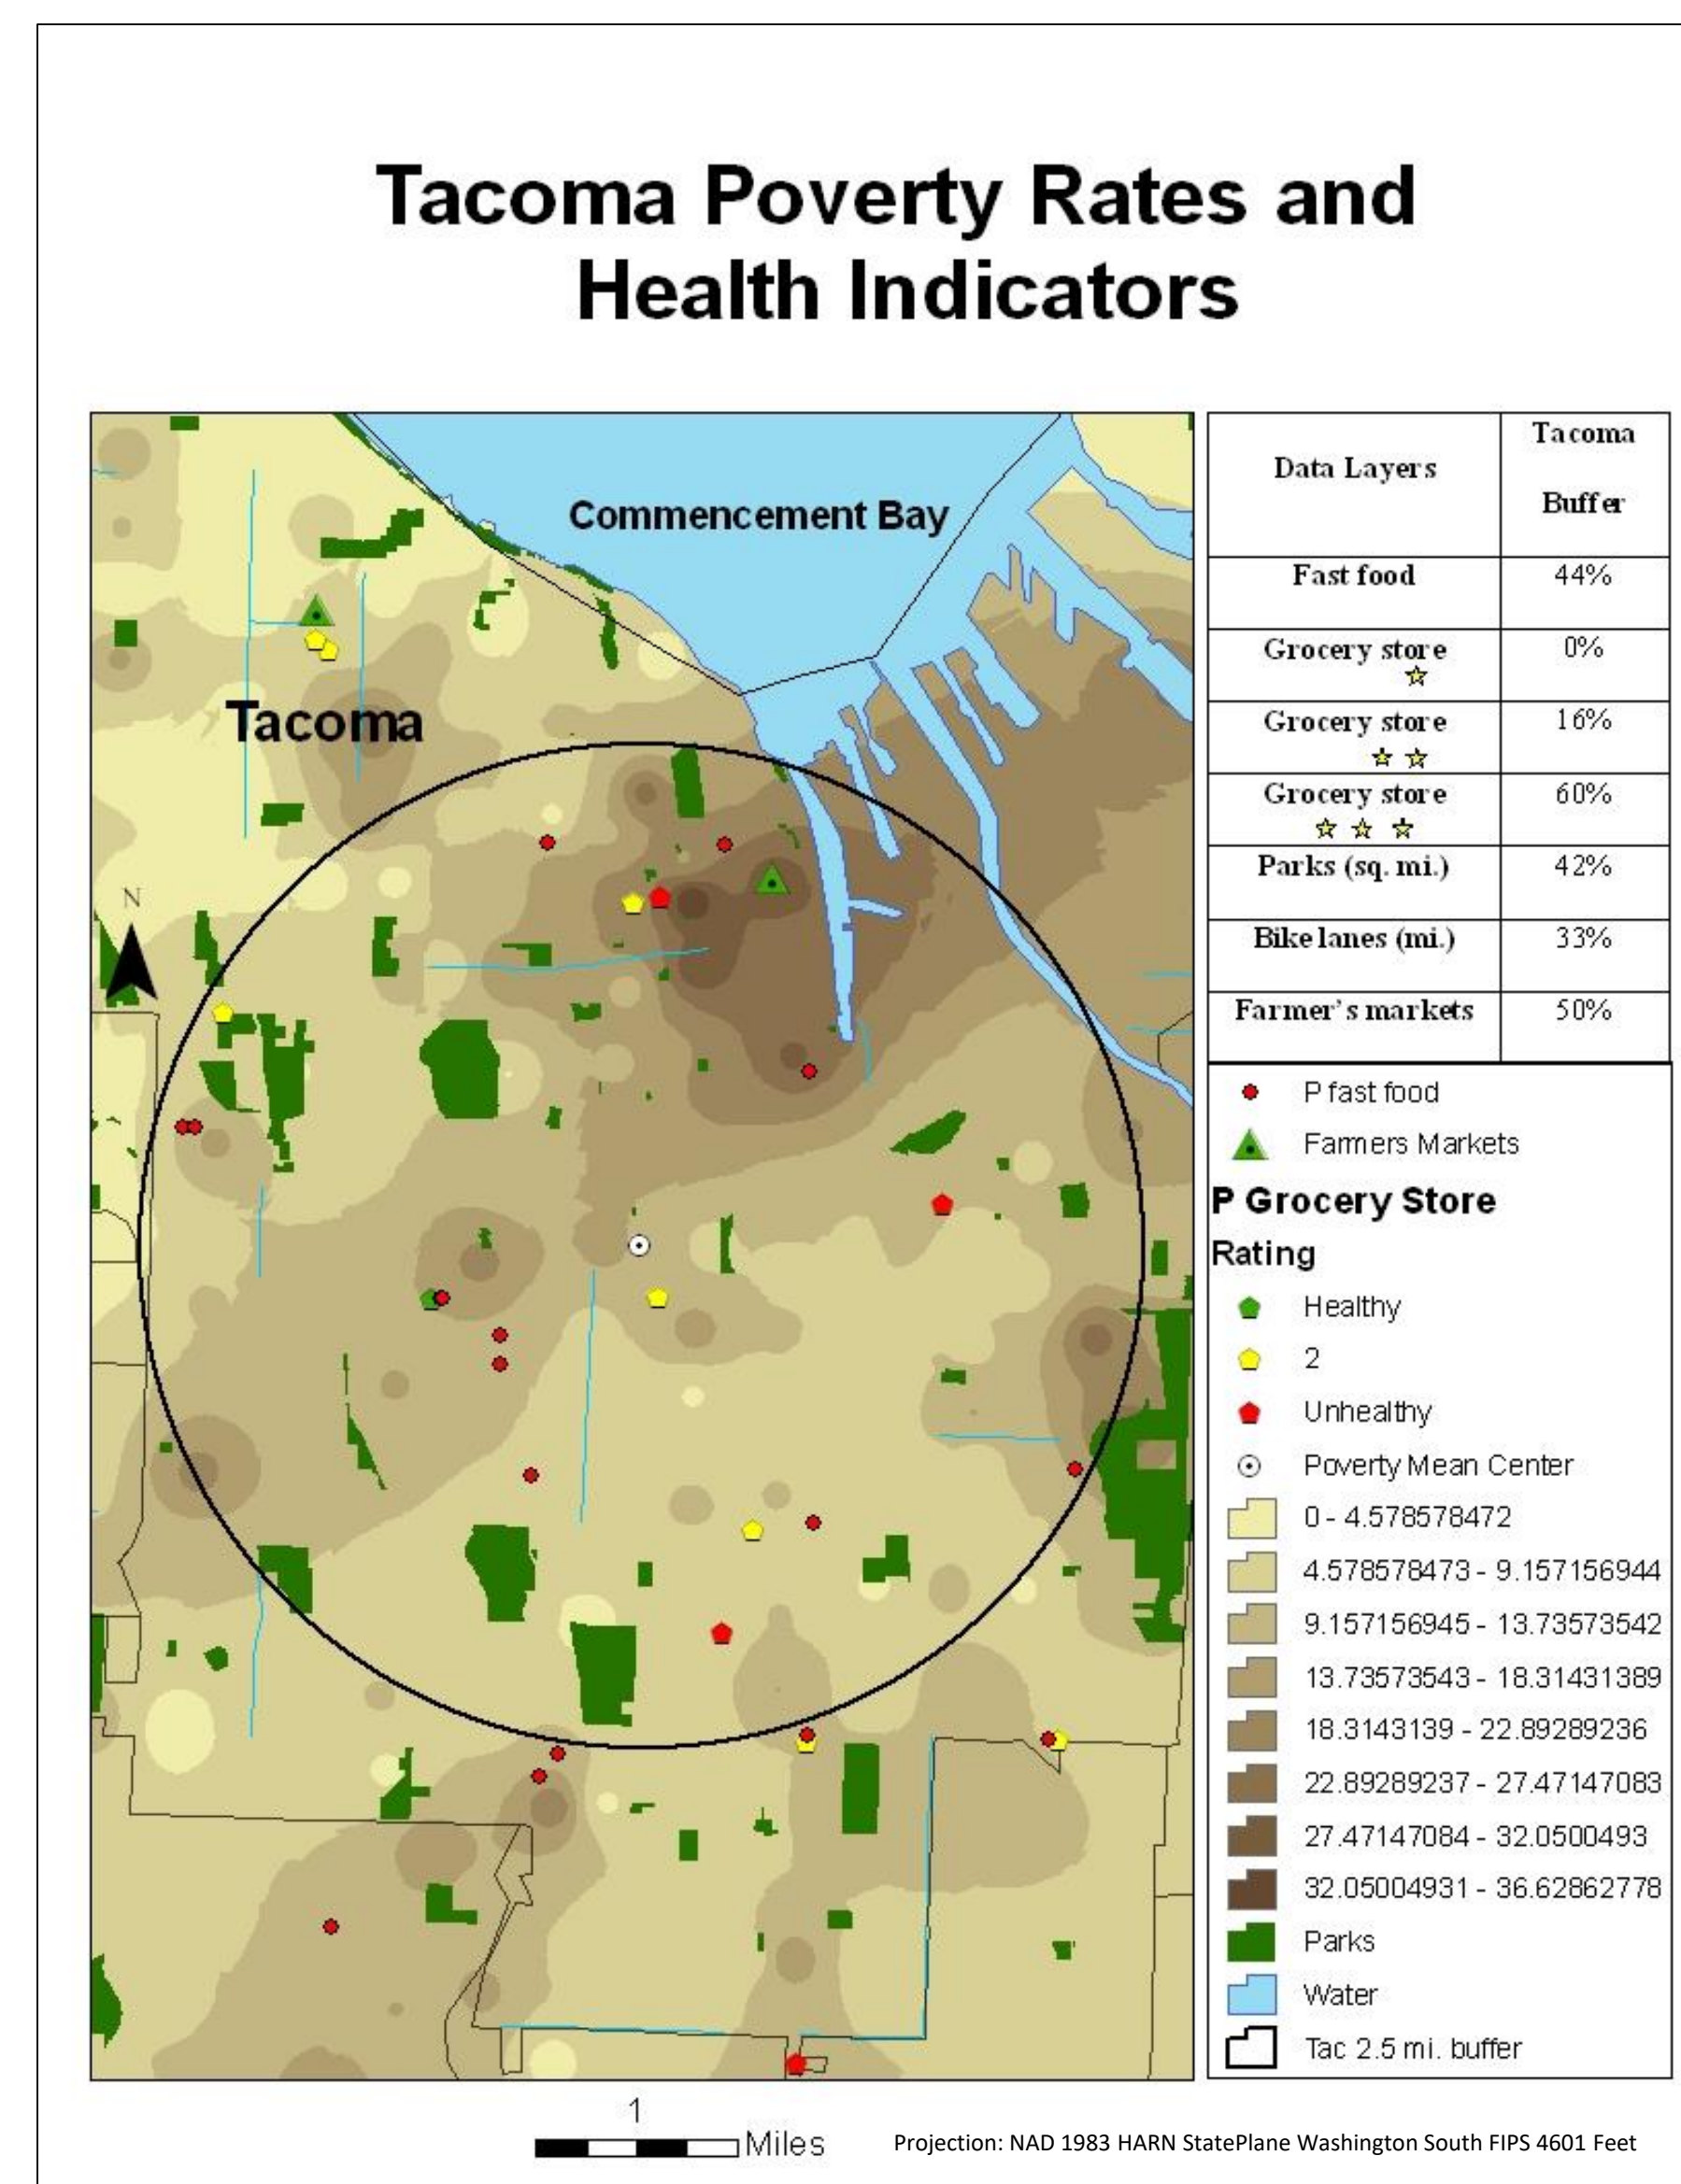 Tacoma Poverty Rates and
Health Indicators
Commencement Bay
Tacoma
N
Data Layers
Tacoma
Buffer
Fast food 44%
Grocery store 0%
Grocery store 16%
Grocery store 60%
Parks (sq. mi.) 42%
Bike lanes (mi.) 33%
Farmer's markets 50%
P fast food
Farmers Markets
P Grocery Store
Rating
Healthy
2
Unhealthy
Poverty Mean Center
0 - 4.578578472
4.578578473 - 9.157156944
9.157156945 - 13.73573542
13.73573543 - 18.31431389
18.3143139 - 22.89289236
22.89289237 - 27.47147083
27.47147084 - 32.0500493
32.05004931 - 36.62862778
Parks
Water
Tac 2.5 mi. buffer
1
Miles
Projection: NAD 1983 HARN StatePlane Washington South FIPS 4601 Feet